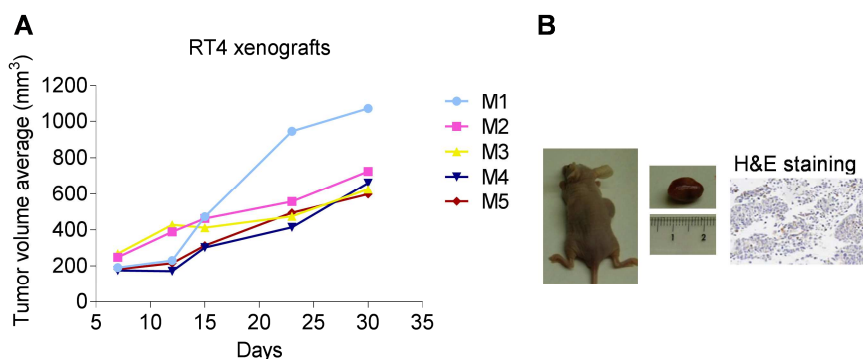 A
RT4 xenografts
Tumor volume average (mm³)
1200
1000
800
600
400
200
0
5
10
15
20
25
30
35
Days
M1
M2
M3
M4
M5
B
H&E staining
1
2